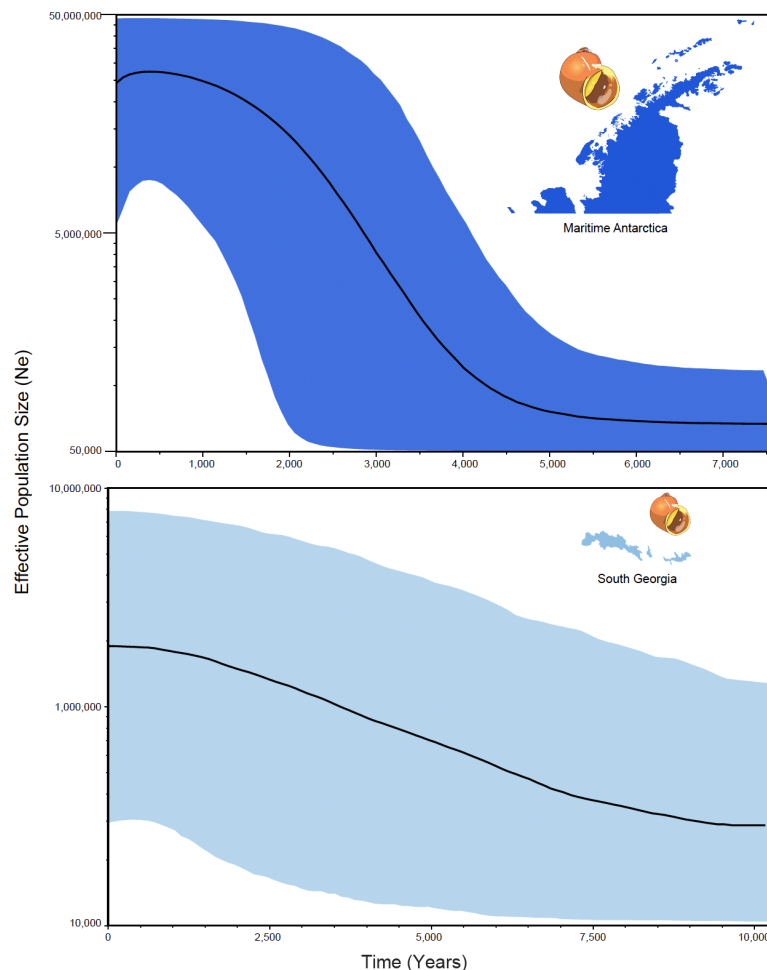 50,000,000
Maritime Antarctica
5,000,000
50,000
0 1,000 2,000 3,000 4,000 5,000 6,000 7,000
Effective Population Size (Ne)
10,000,000
South Georgia
1,000,000
10,000
0 2,500 5,000 7,500 10,000
Time (Years)